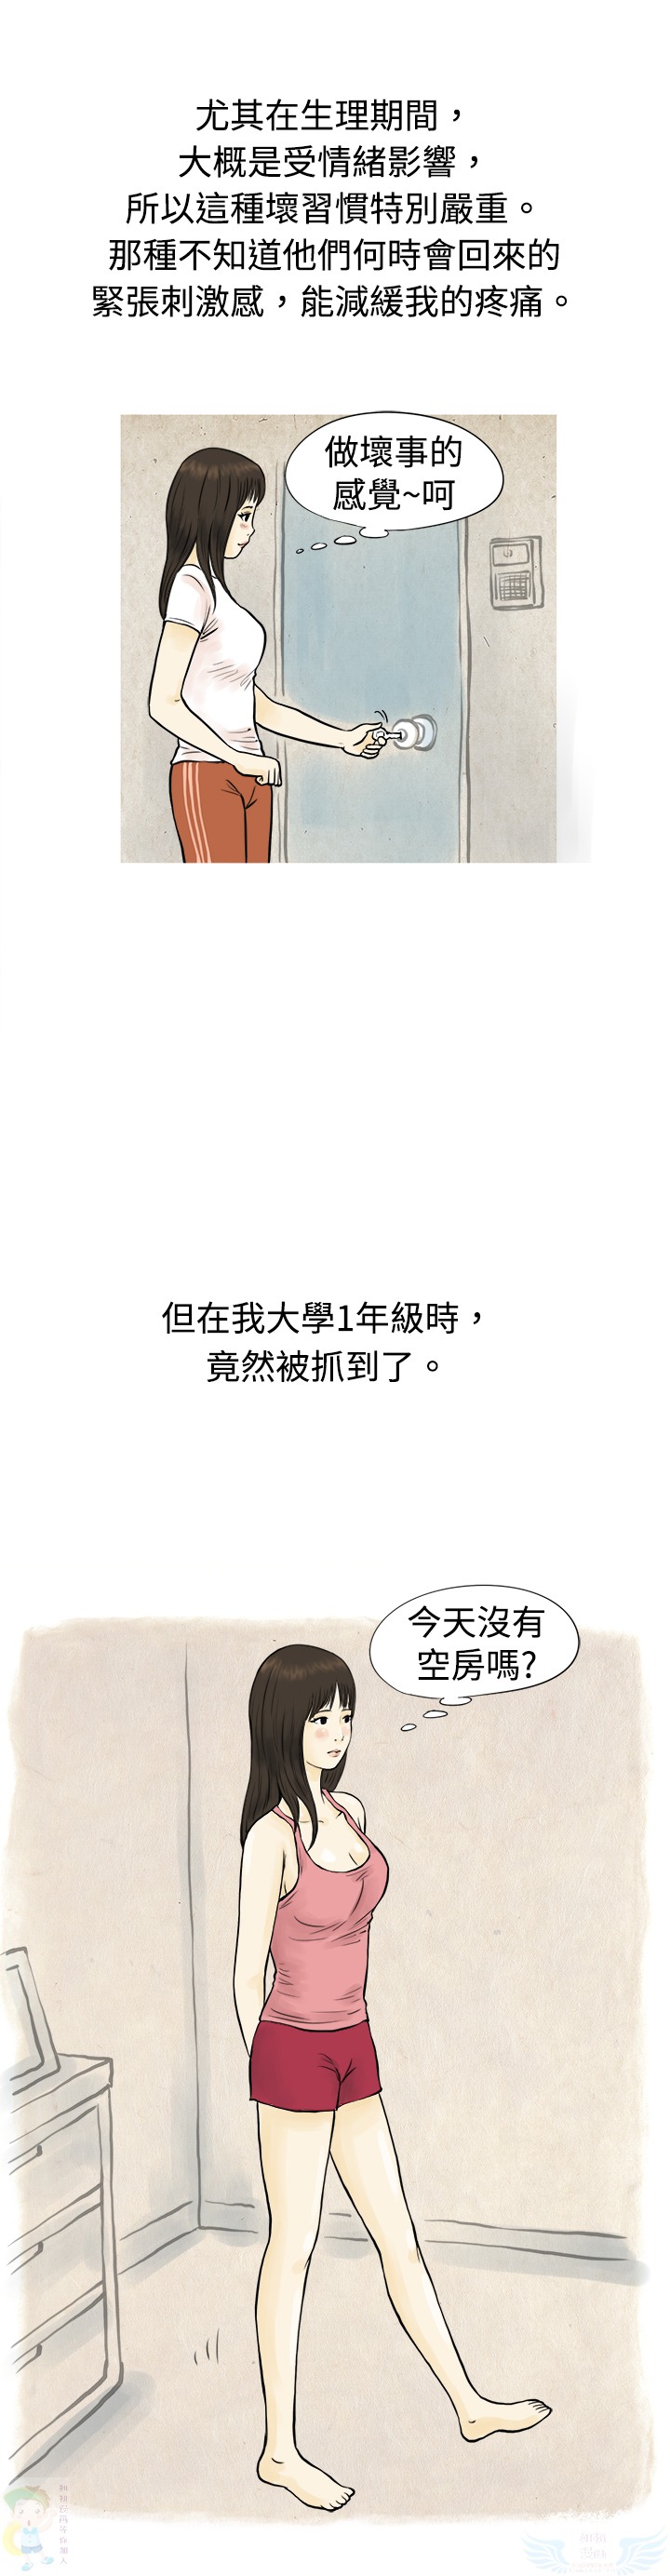 尤其在生理期間，
大概是受情緒影響，
所以這種壞習慣特別嚴重。
那種不知道他們何時會回來的
緊張刺激感，能減緩我的疼痛。
做壞事的
感覺~呵
但在我大學1年級時，
竟然被抓到了。
今天沒有
空房嗎?